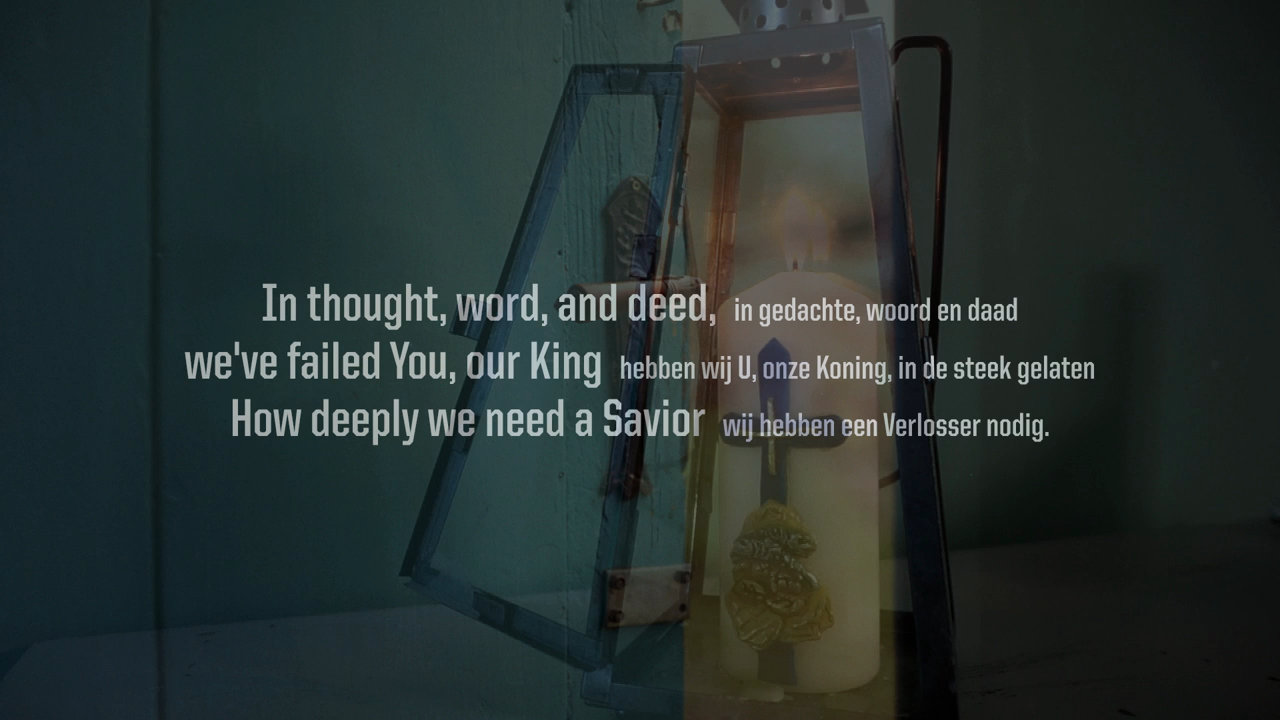 In thought, word, and deed, in gedachte, woord en daad
we've failed You, our King hebben wij U, onze Koning, in de steek gelaten
How deeply we need a Savior wij hebben een Verlosser nodig.